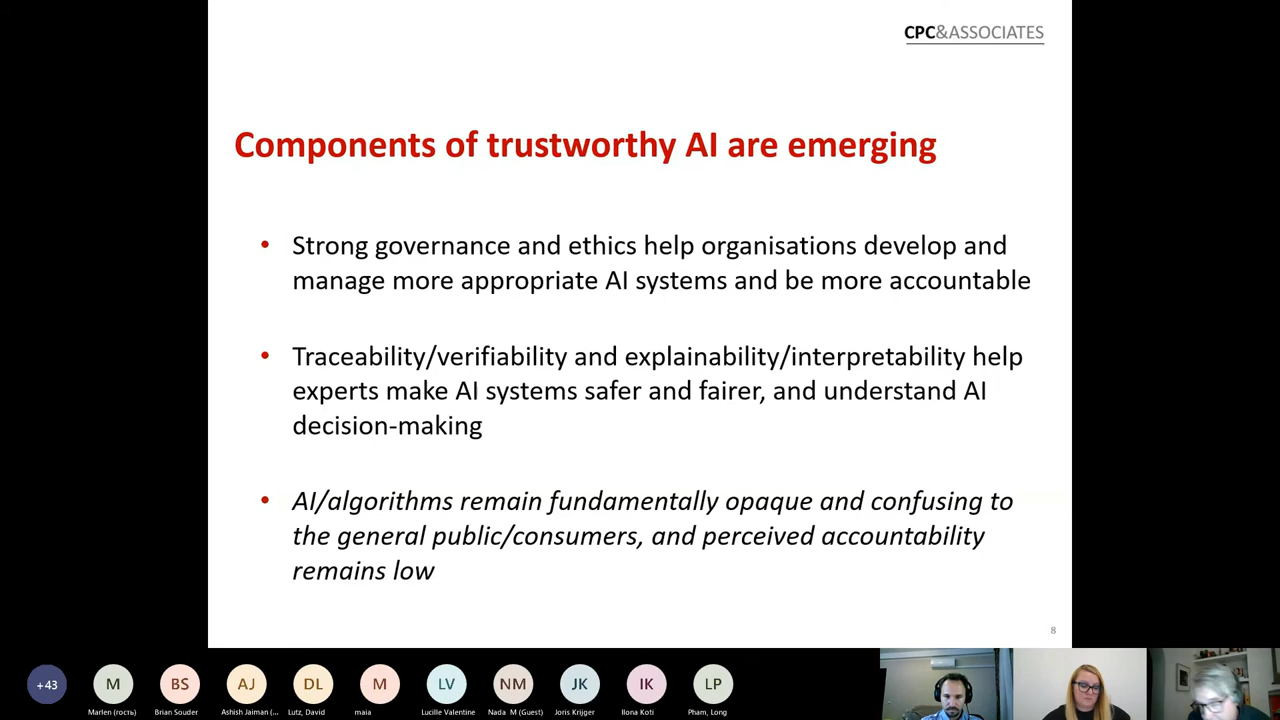 CPC&ASSOCIATES
Components of trustworthy AI are emerging
• Strong governance and ethics help organisations develop and
manage more appropriate AI systems and be more accountable
• Traceability/verifiability and explainability/interpretability help
experts make AI systems safer and fairer, and understand AI
decision-making
• AI/algorithms remain fundamentally opaque and confusing to
the general public/consumers, and perceived accountability
remains low
8
+43 M BS AJ DL M LV NM JK IK LP
Marlen (гость) Brian Souder Ashish Jaiman (... Lutz, David maia Lucille Valentine Nada M (Guest) Joris Krijger Ilona Koti Pham, Long